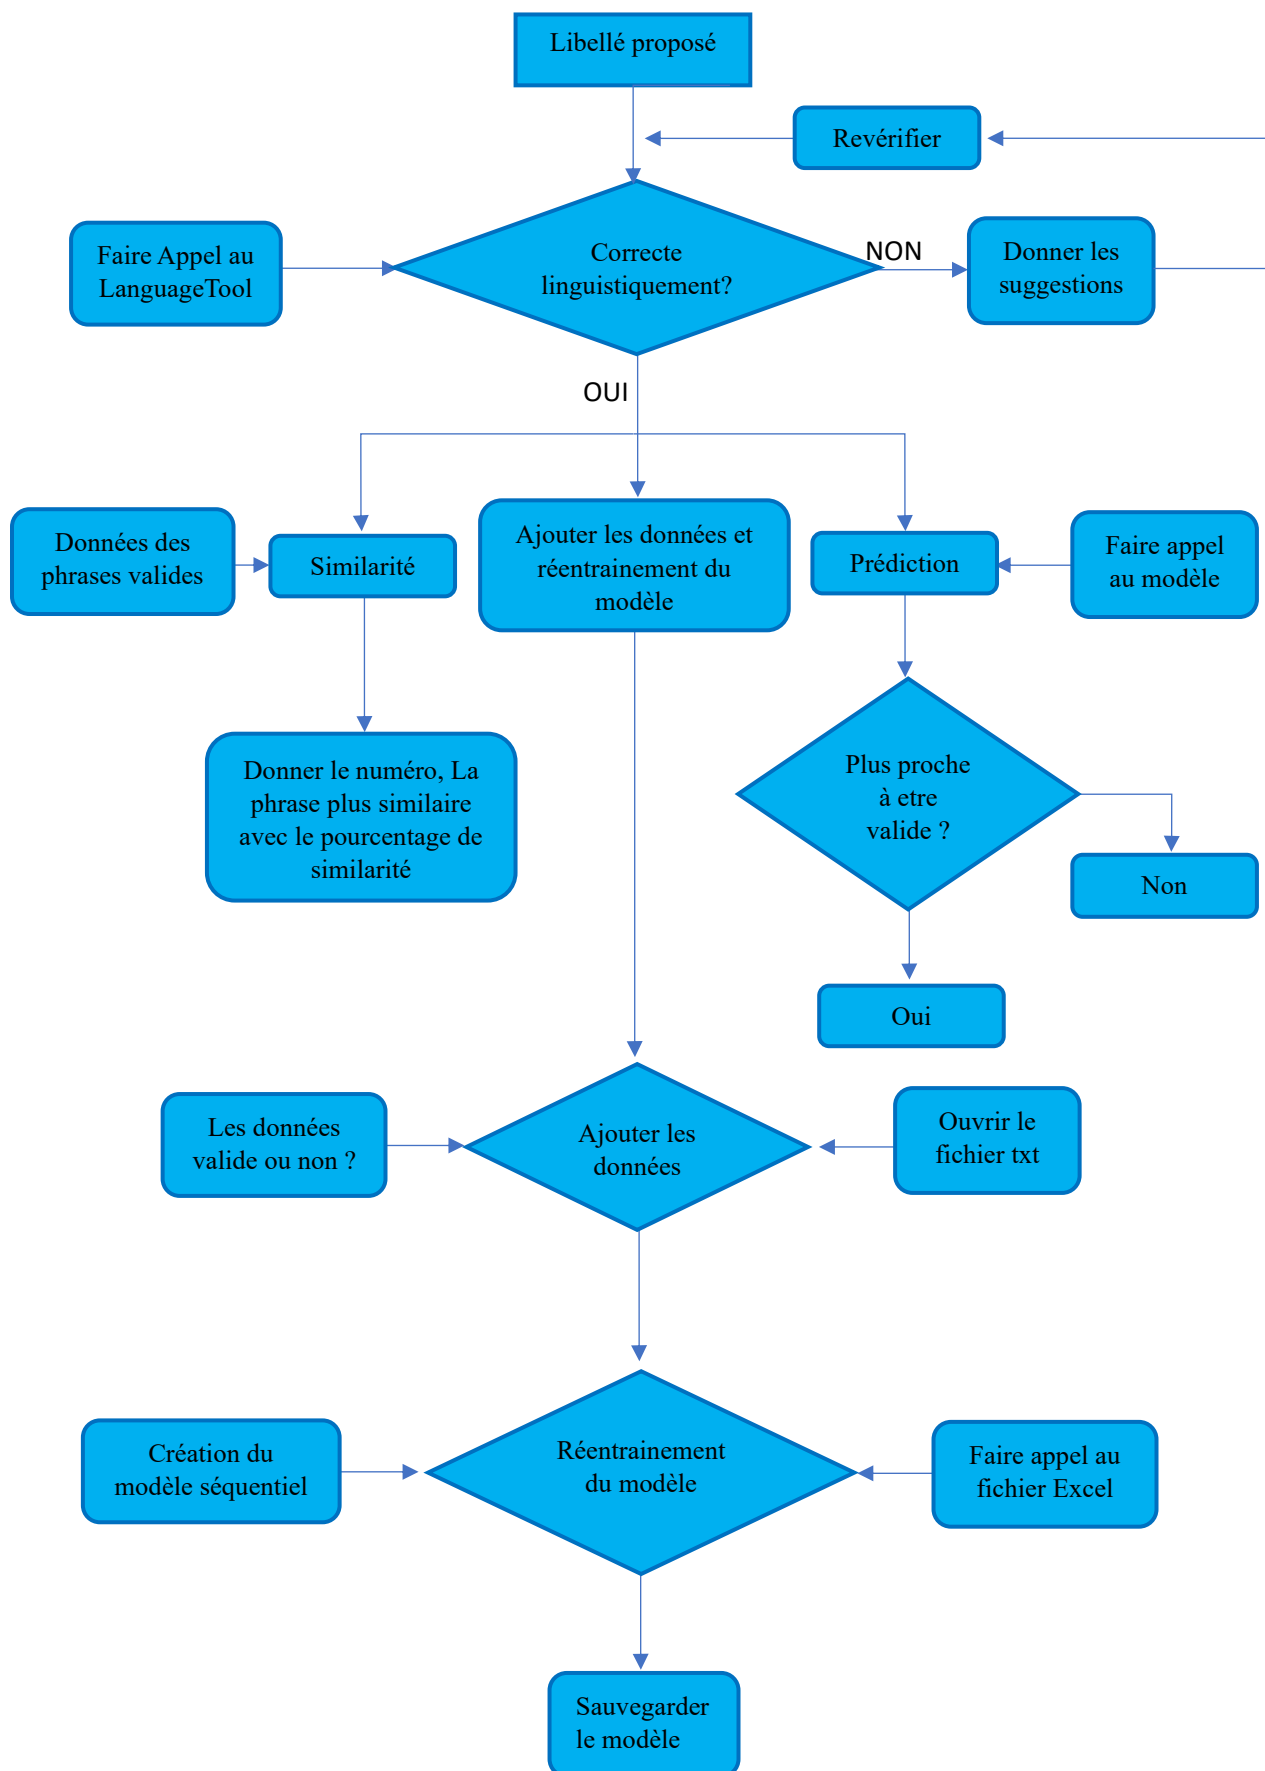 Libellé proposé
Revérifier
Faire Appel au
LanguageTool
Correcte
linguistiquement?
NON
Donner les
suggestions
OUI
Données des
phrases valides
Similarité
Ajouter les données et
réentrainement du
modèle
Prédiction
Faire appel
au modèle
Donner le numéro, La
phrase plus similaire
avec le pourcentage de
similarité
Plus proche
à etre
valide ?
Non
Oui
Les données
valide ou non ?
Ajouter les
données
Ouvrir le
fichier txt
Création du
modèle séquentiel
Réentrainement
du modèle
Faire appel au
fichier Excel
Sauvegarder
le modèle